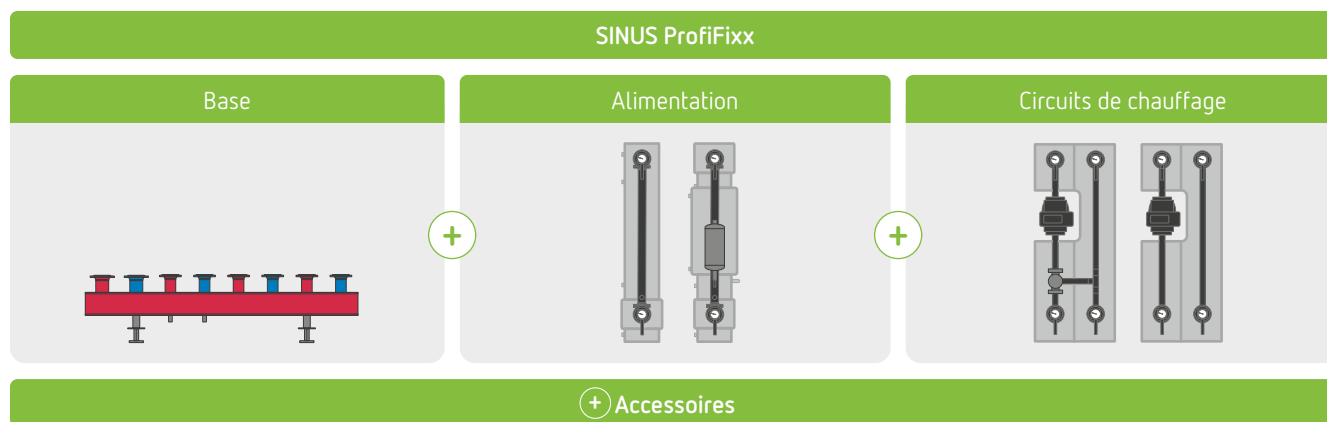 SINUS ProfiFixx
Base
Alimentation
Circuits de chauffage
+
+
+ Accessoires